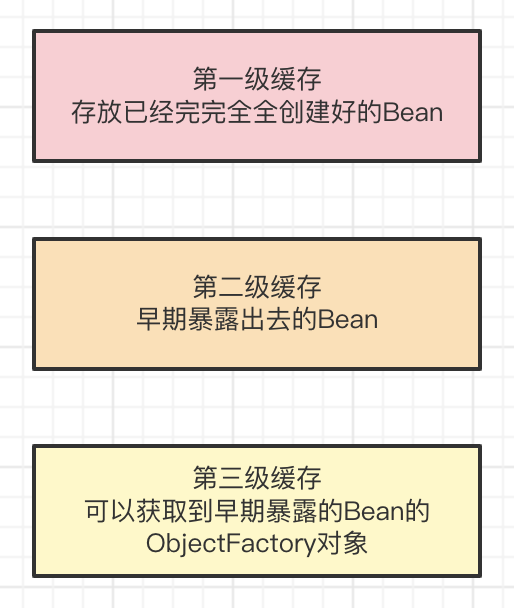 第一级缓存
存放已经完完全全创建好的Bean
第二级缓存
早期暴露出去的Bean
第三级缓存
可以获取到早期暴露的Bean的
ObjectFactory对象